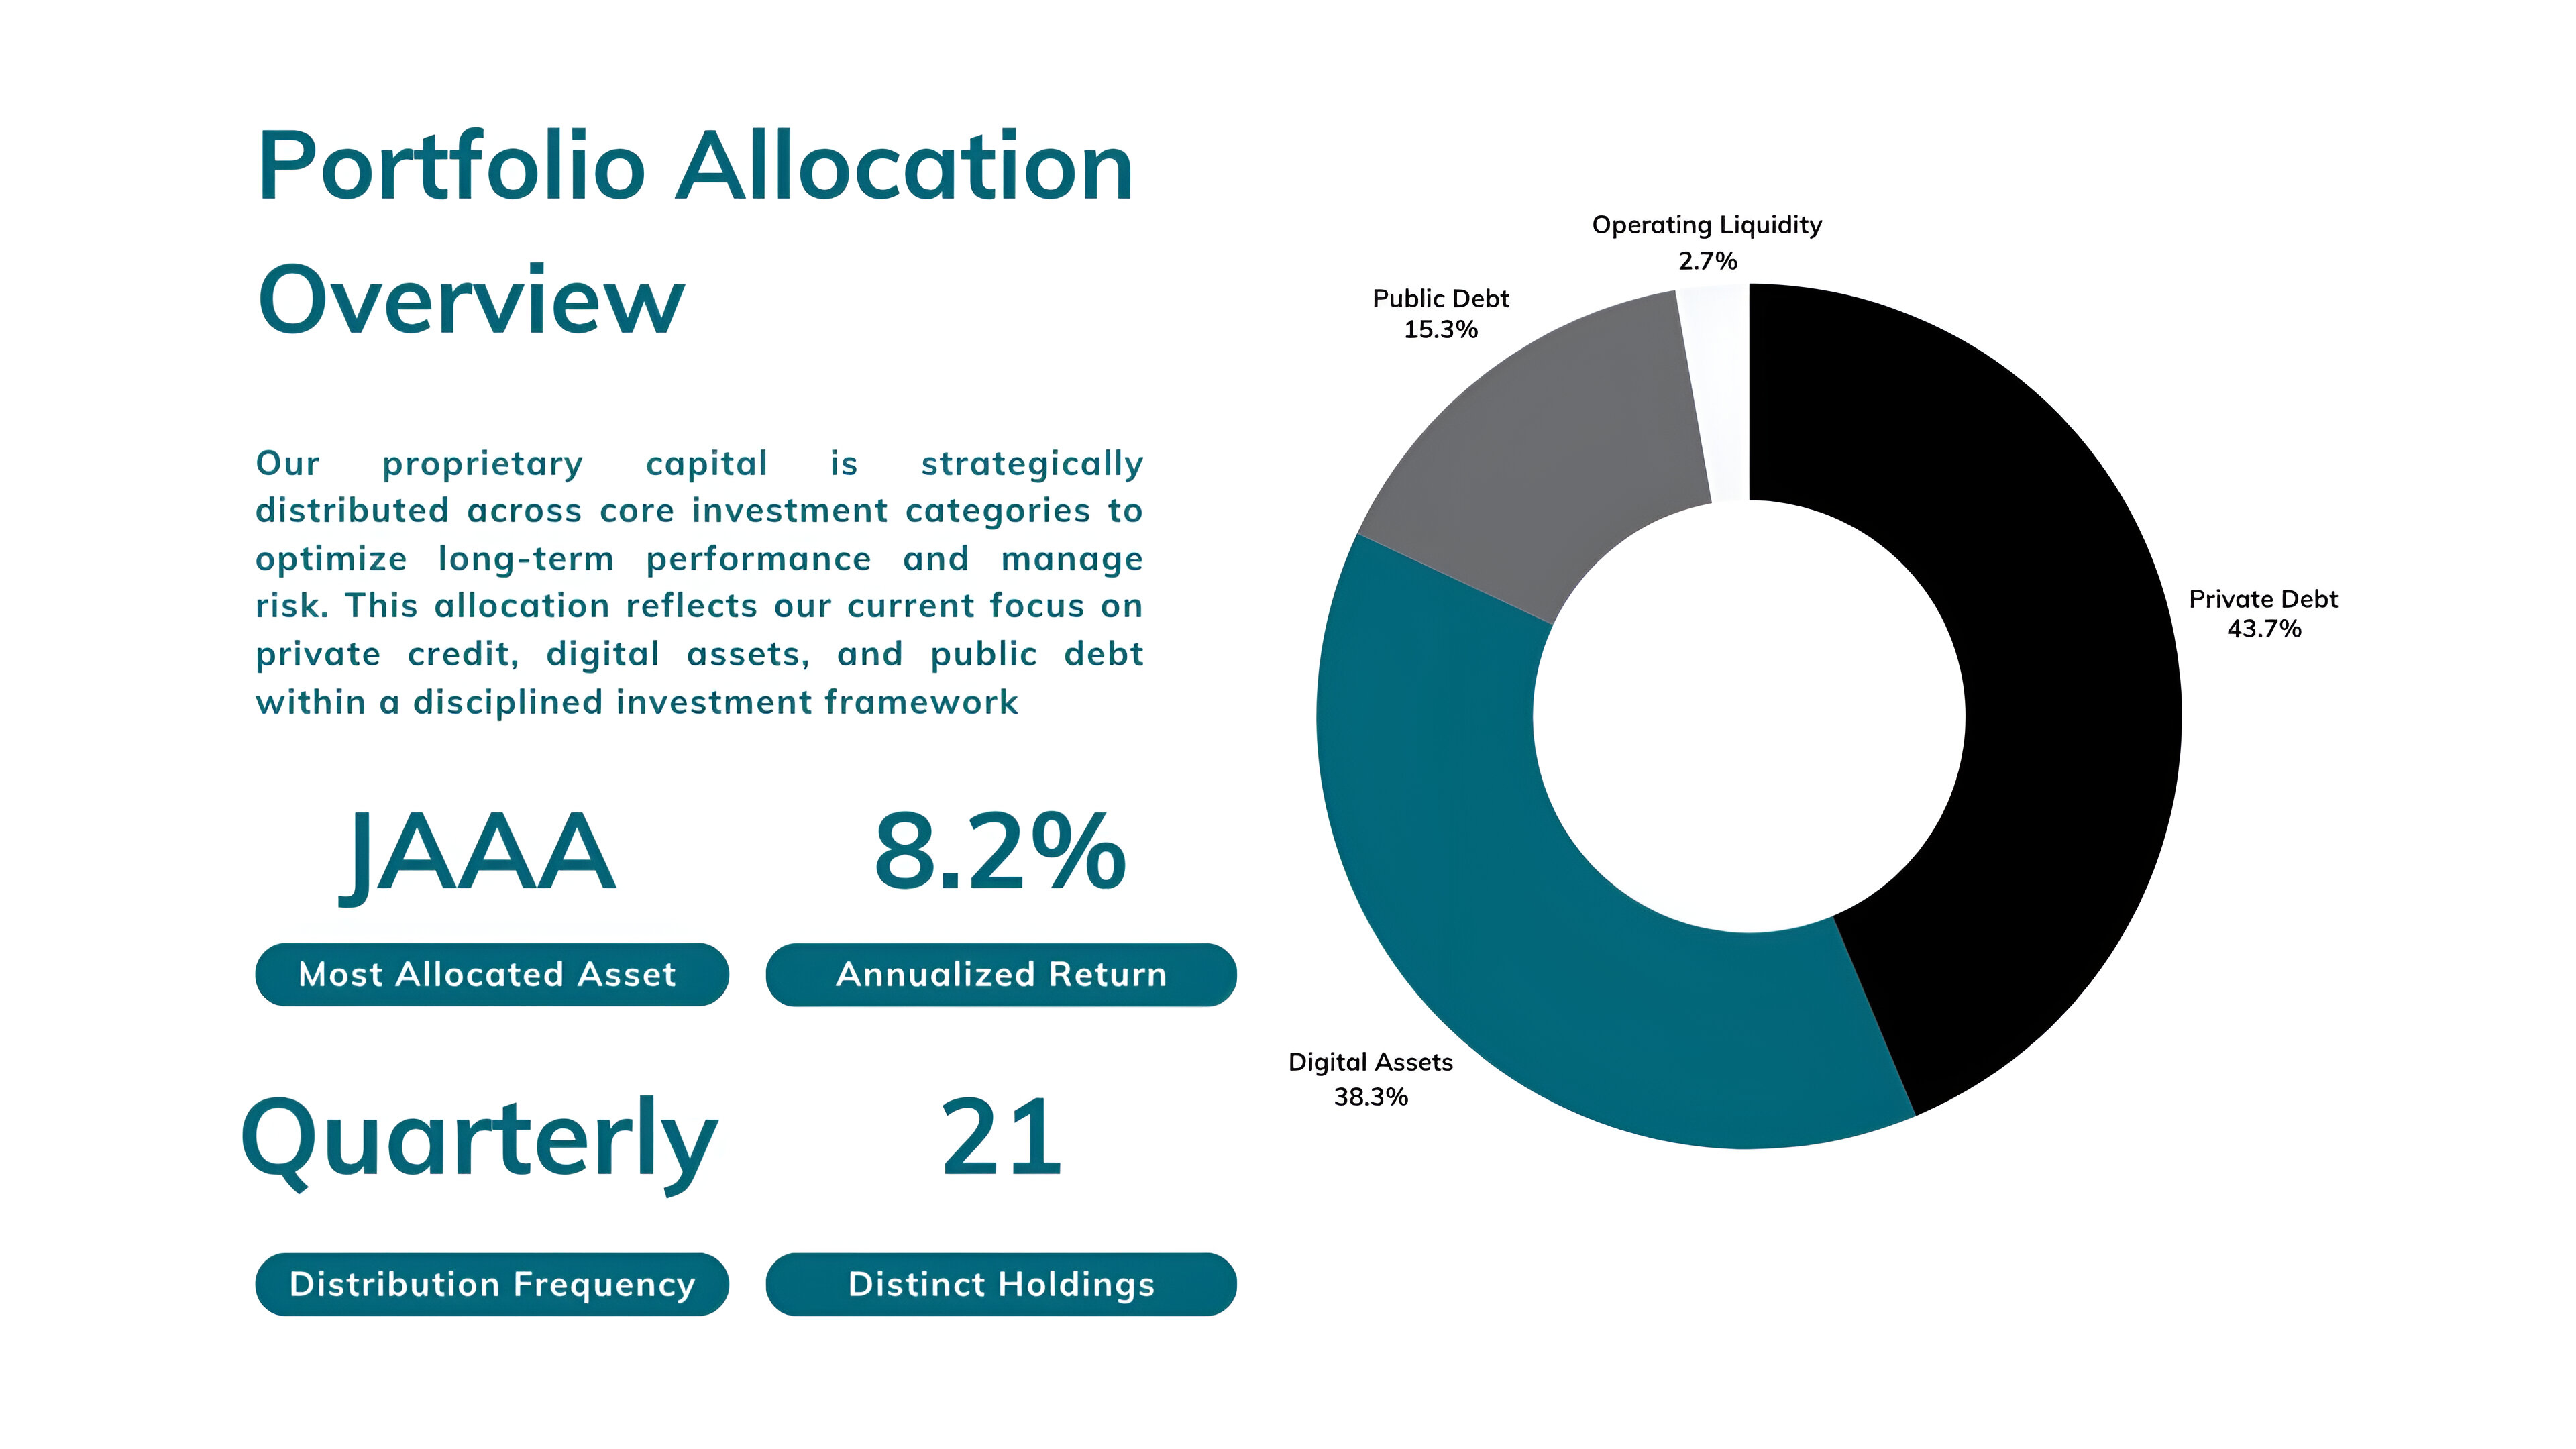 Portfolio Allocation
Overview
Our proprietary capital is strategically
distributed across core investment categories to
optimize long-term performance and manage
risk. This allocation reflects our current focus on
private credit, digital assets, and public debt
within a disciplined investment framework
JAAA
Most Allocated Asset
8.2%
Annualized Return
Quarterly
Distribution Frequency
21
Distinct Holdings
Operating Liquidity
2.7%
Public Debt
15.3%
Private Debt
43.7%
Digital Assets
38.3%